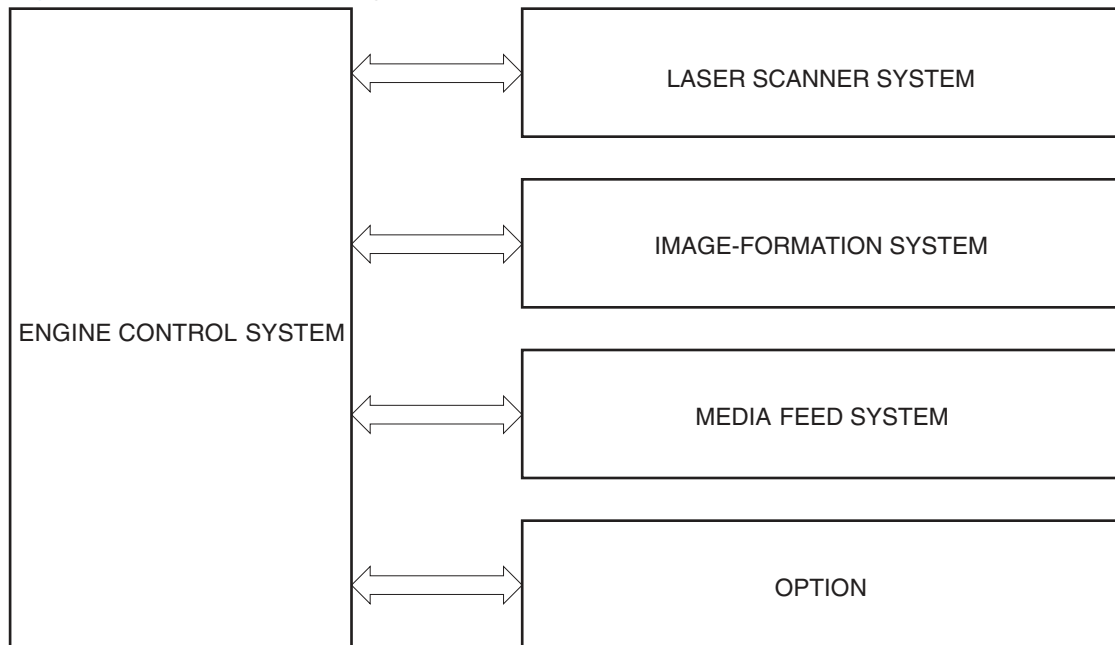 LASER SCANNER SYSTEM
IMAGE-FORMATION SYSTEM
ENGINE CONTROL SYSTEM
MEDIA FEED SYSTEM
OPTION